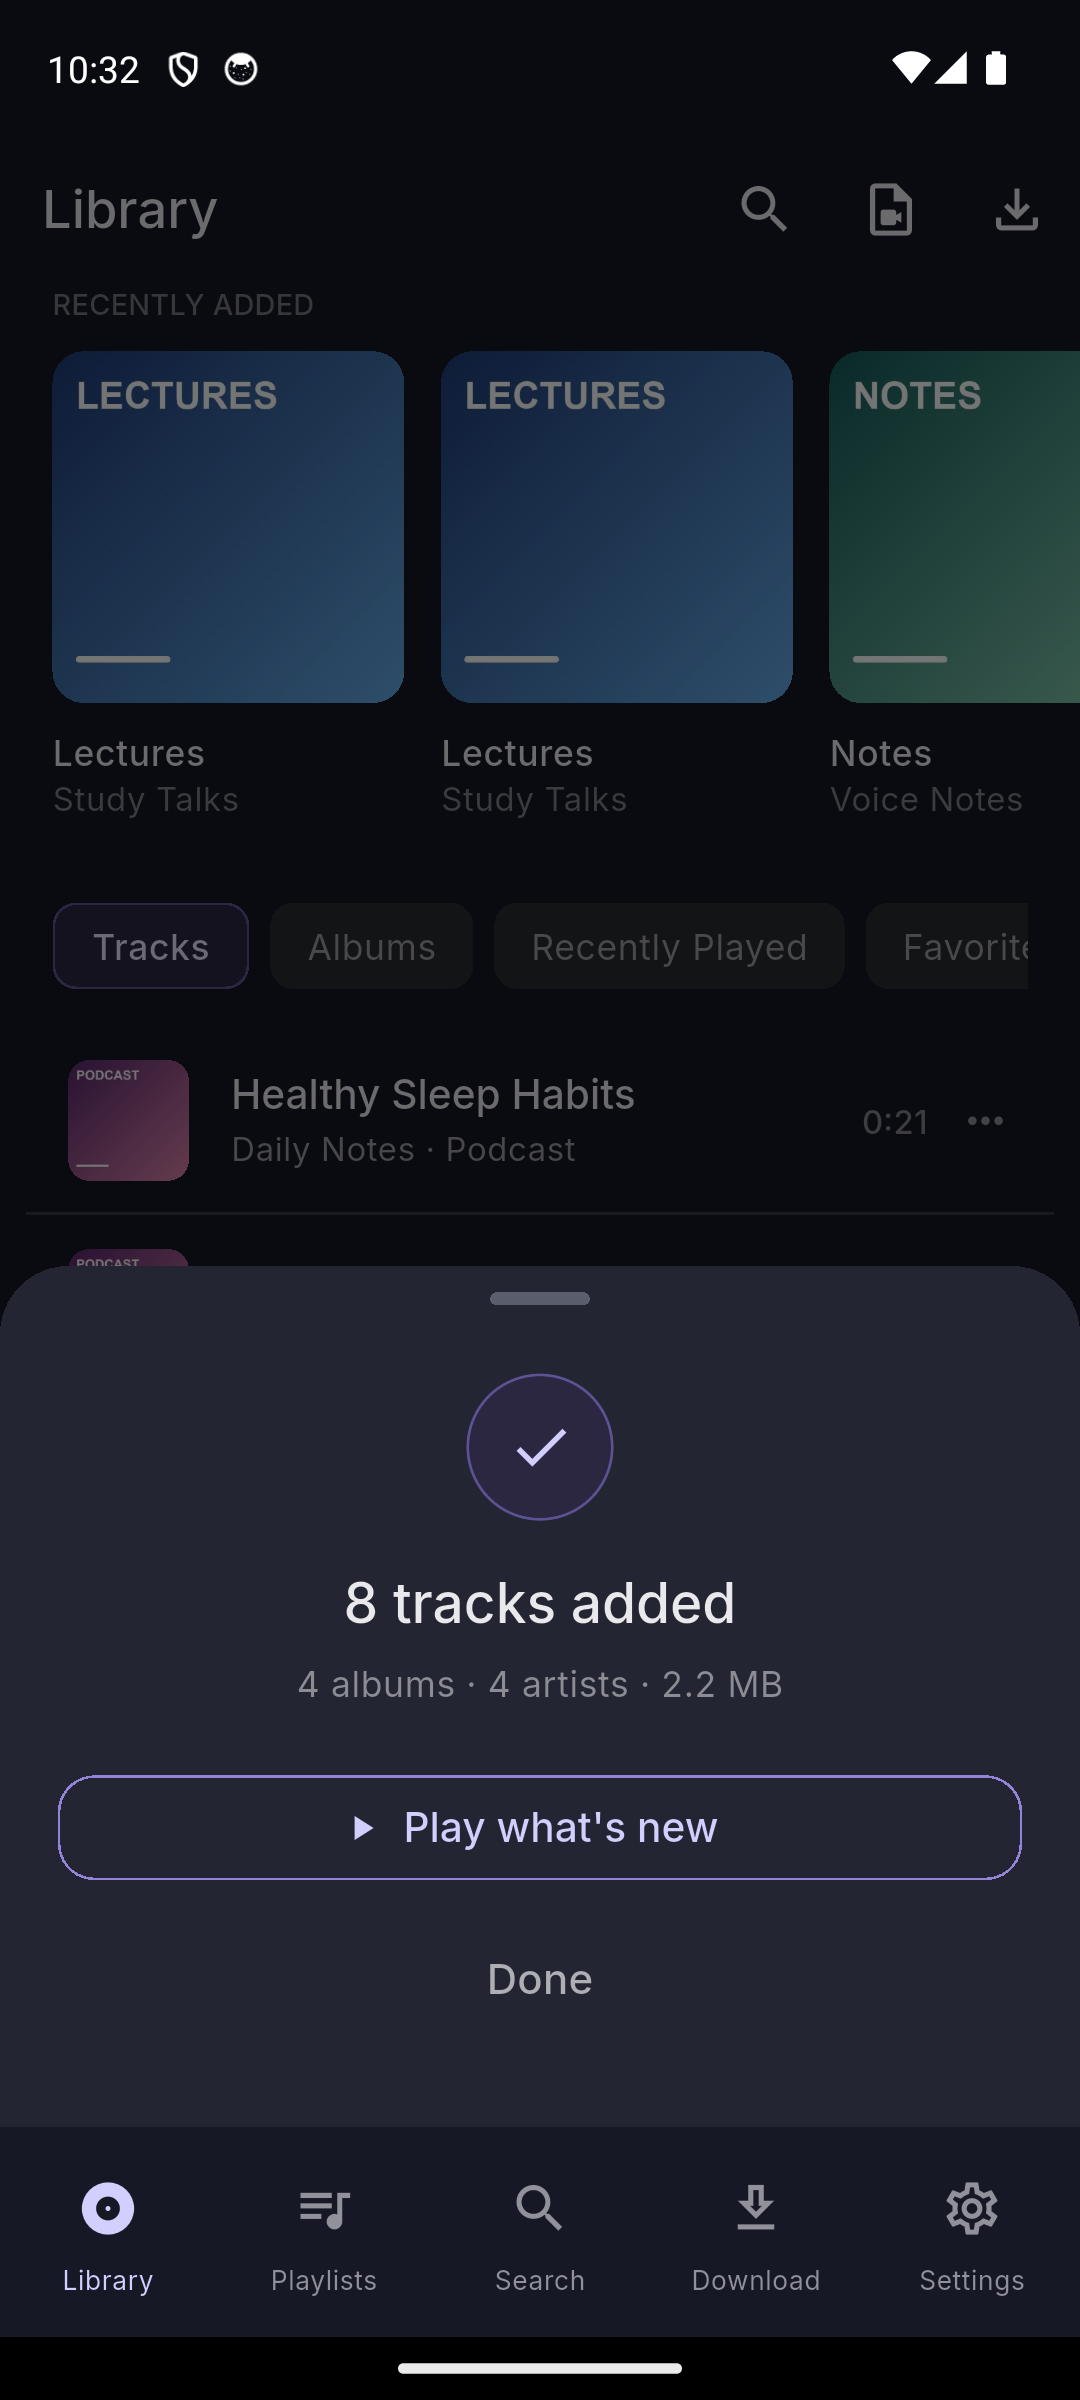 10:32
Library
RECENTLY ADDED
LECTURES
LECTURES
NOTES
Lectures
Study Talks
Lectures
Study Talks
Notes
Voice Notes
Tracks
Albums
Recently Played
Favorite
PODCAST
Healthy Sleep Habits
Daily Notes · Podcast
0:21
PODCAST
8 tracks added
4 albums · 4 artists · 2.2 MB
Play what's new
Done
Library
Playlists
Search
Download
Settings